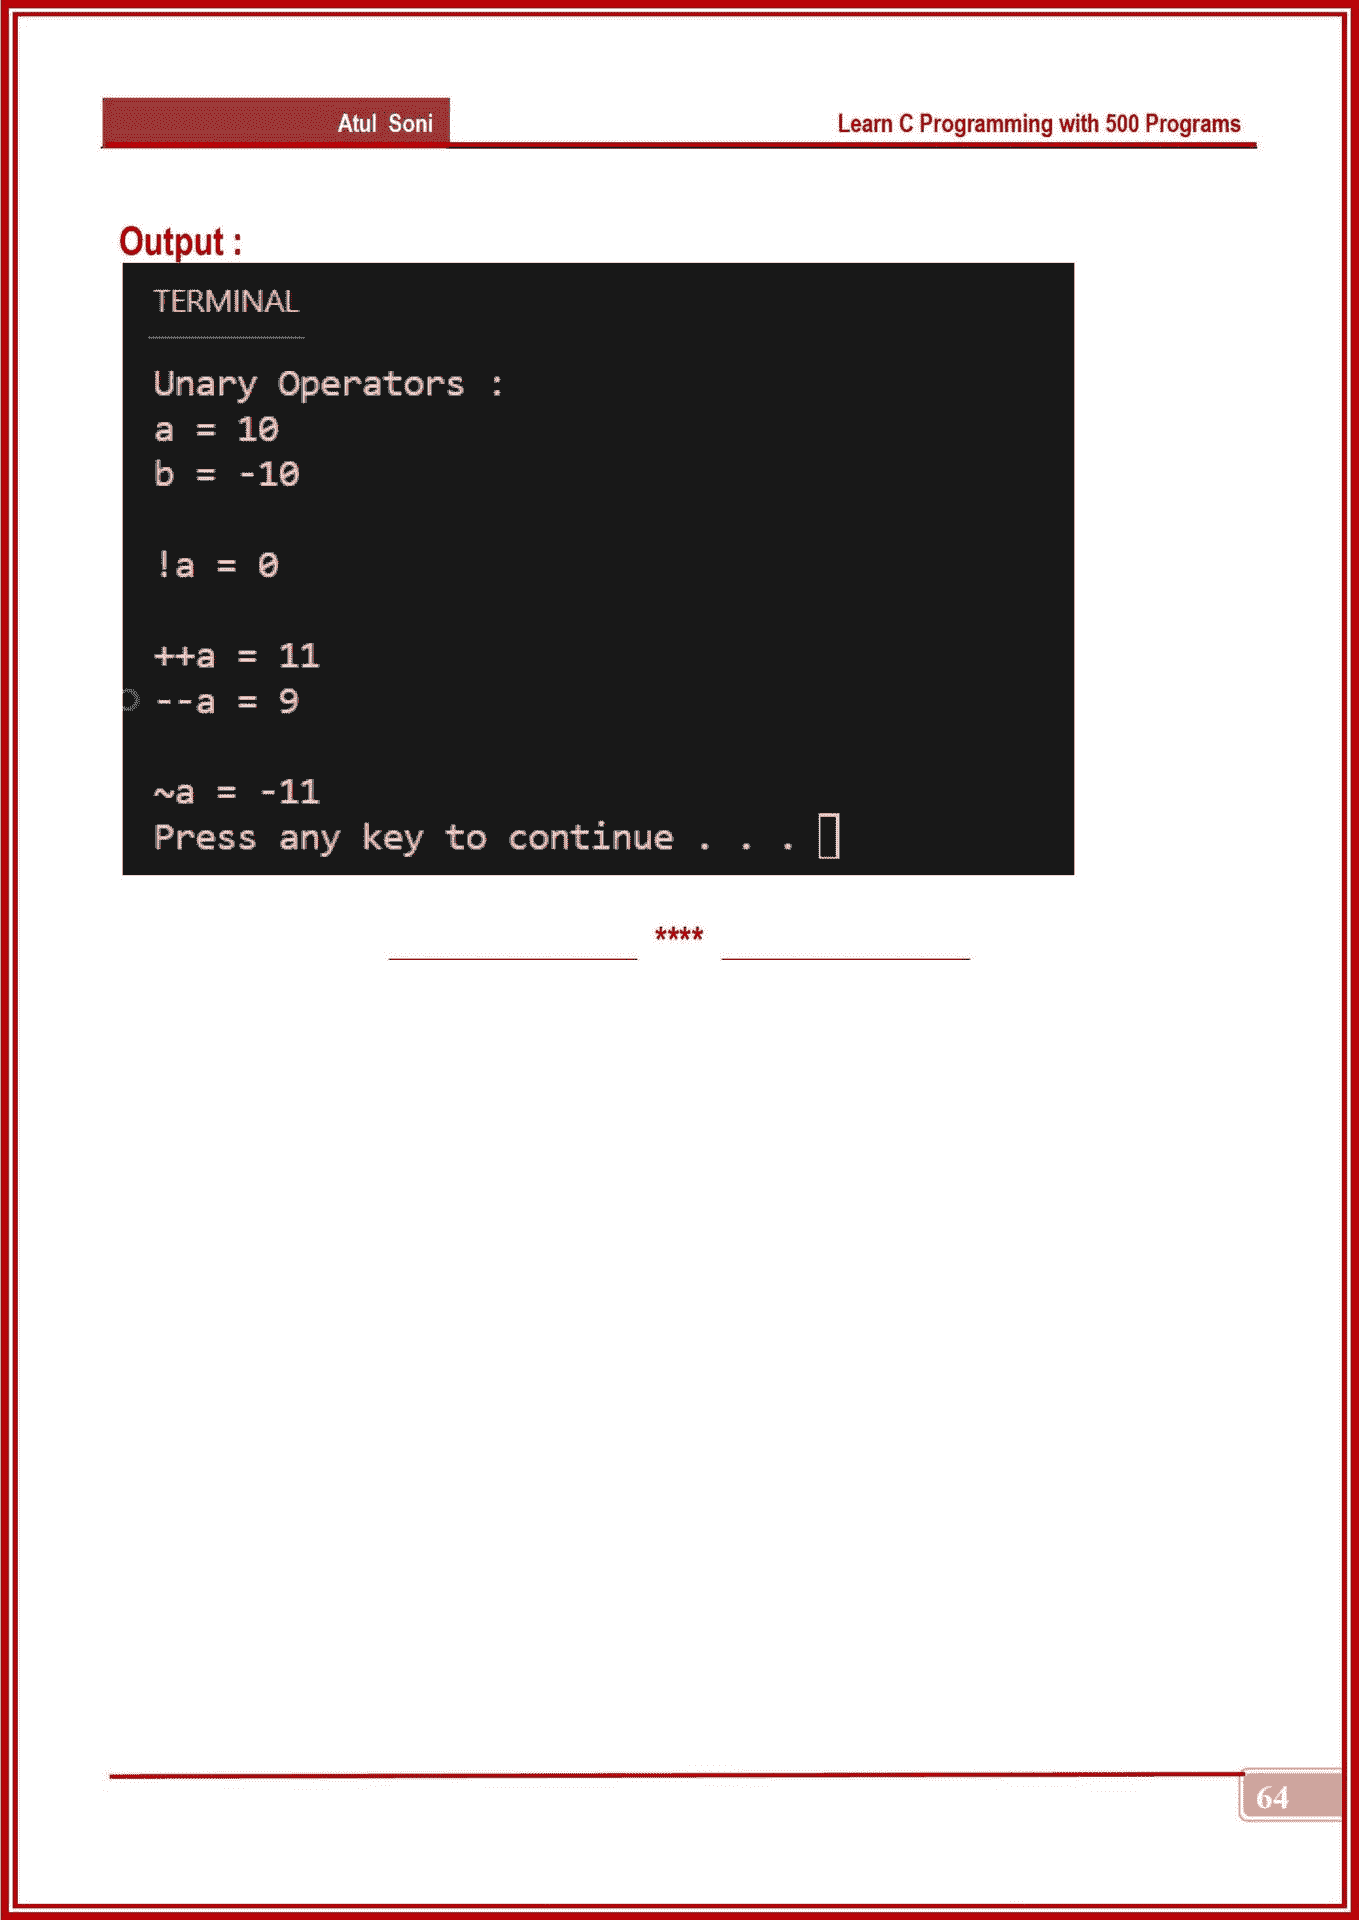 Atul Soni
Learn C Programming with 500 Programs
Output :
TERMINAL
Unary Operators :
a = 10
b = -10
!a = 0
++a = 11
--a = 9
~a = -11
Press any key to continue . . .
****
64